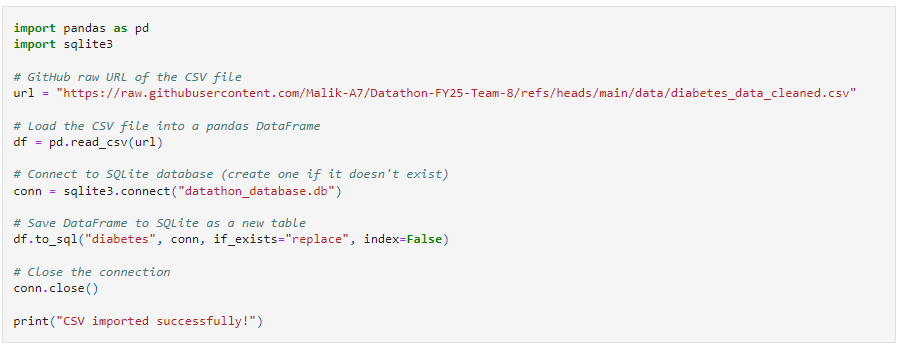 import pandas as pd
import sqlite3
# GitHub raw URL of the CSV file
url = "https://raw.githubusercontent.com/Malik-A7/Datathon-FY25-Team-8/refs/heads/main/data/diabetes_data_cleaned.csv"
# Load the CSV file into a pandas DataFrame
df = pd.read_csv(url)
# Connect to SQLite database (create one if it doesn't exist)
conn = sqlite3.connect("datathon_database.db")
# Save DataFrame to SQLite as a new table
df.to_sql("diabetes", conn, if_exists="replace", index=False)
# Close the connection
conn.close()
print("CSV imported successfully!")